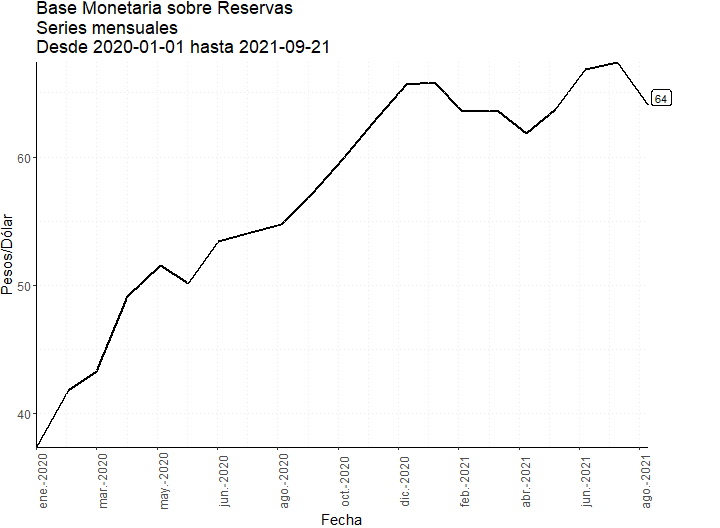 Base Monetaria sobre Reservas
Series mensuales
Desde 2020-01-01 hasta 2021-09-21
64
60
50
40
Pesos/Dólar
ene.-2020
mar.-2020
may.-2020
jun.-2020
ago.-2020
oct.-2020
dic.-2020
feb.-2021
abr.-2021
jun.-2021
ago.-2021
Fecha